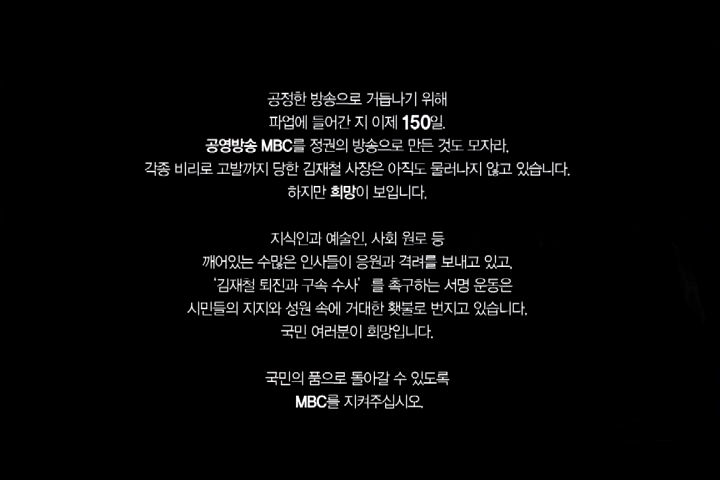 공정한 방송으로 거듭나기 위해
파업에 들어간 지 이제 150일.
공영방송 MBC를 정권의 방송으로 만든 것도 모자라,
각종 비리로 고발까지 당한 김재철 사장은 아직도 물러나지 않고 있습니다.
하지만 희망이 보입니다.
지식인과 예술인, 사회 원로 등
깨어있는 수많은 인사들이 응원과 격려를 보내고 있고,
‘김재철 퇴진과 구속 수사’를 촉구하는 서명 운동은
시민들의 지지와 성원 속에 거대한 횃불로 번지고 있습니다.
국민 여러분이 희망입니다.
국민의 품으로 돌아갈 수 있도록
MBC를 지켜주십시오.